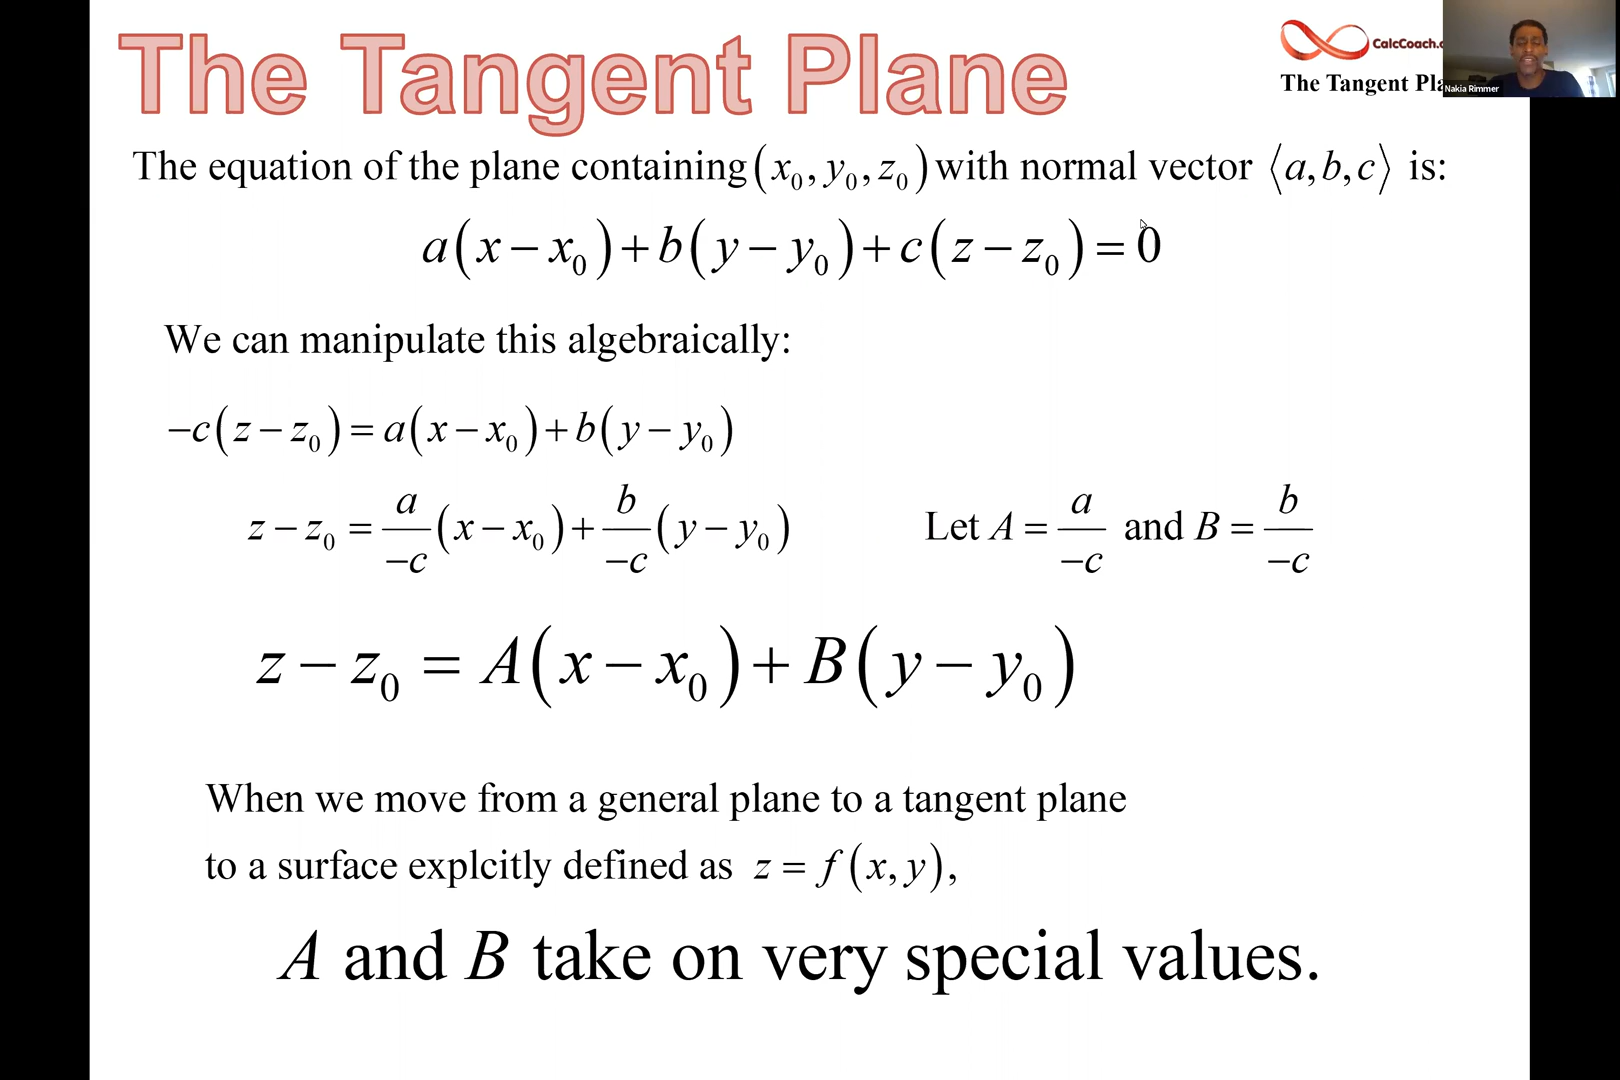 The Tangent Plane
CalcCoach.
The Tangent Pla
Nakia Rimmer
The equation of the plane containing (x₀, y₀, z₀) with normal vector ⟨a, b, c⟩ is:
a(x − x₀) + b(y − y₀) + c(z − z₀) = 0
We can manipulate this algebraically:
−c(z − z₀) = a(x − x₀) + b(y − y₀)
z − z₀ = a/−c (x − x₀) + b/−c (y − y₀) Let A = a/−c and B = b/−c
z − z₀ = A(x − x₀) + B(y − y₀)
When we move from a general plane to a tangent plane
to a surface explcitly defined as z = f(x, y),
A and B take on very special values.